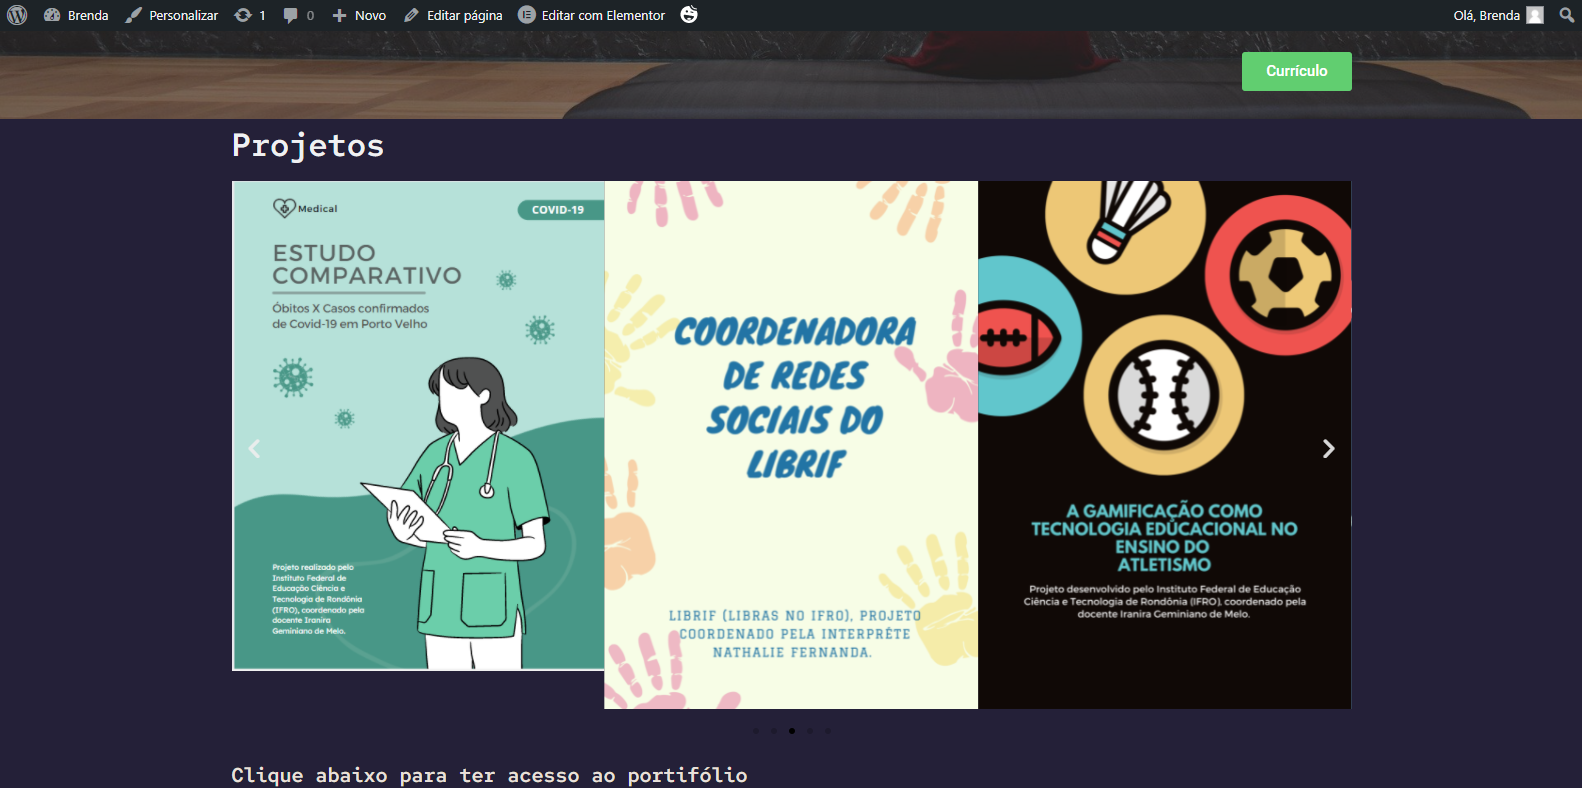 Brenda Personalizar 1 0 Novo Editar página Editar com Elementor Olá, Brenda
Currículo
Projetos
Medical
COVID-19
ESTUDO
COMPARATIVO
Óbitos X Casos confirmados
de Covid-19 em Porto Velho
Projeto realizado pelo
Instituto Federal de
Educação Ciência e
Tecnologia de Rondônia
(IFRO), coordenado pela
docente Iranira
Geminiano de Melo.
COORDENADORA
DE REDES
SOCIAIS DO
LIBRIF
LIBRIF (LIBRAS NO IFRO), PROJETO
COORDENADO PELA INTERPRÊTE
NATHALIE FERNANDA.
A GAMIFICAÇÃO COMO
TECNOLOGIA EDUCACIONAL NO
ENSINO DO
ATLETISMO
Projeto desenvolvido pelo Instituto Federal de Educação
Ciência e Tecnologia de Rondônia (IFRO), coordenado pela
docente Iranira Geminiano de Melo.
Clique abaixo para ter acesso ao portifólio